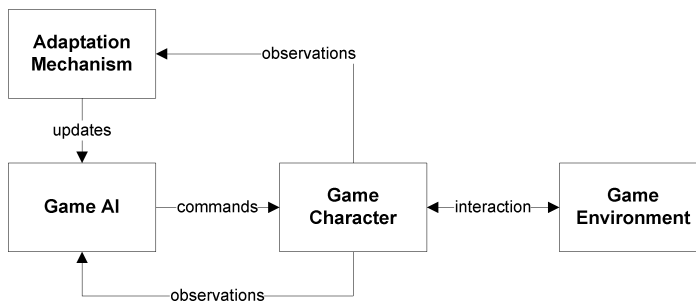 Adaptation
Mechanism
observations
updates
Game AI
commands
Game
Character
interaction
Game
Environment
observations